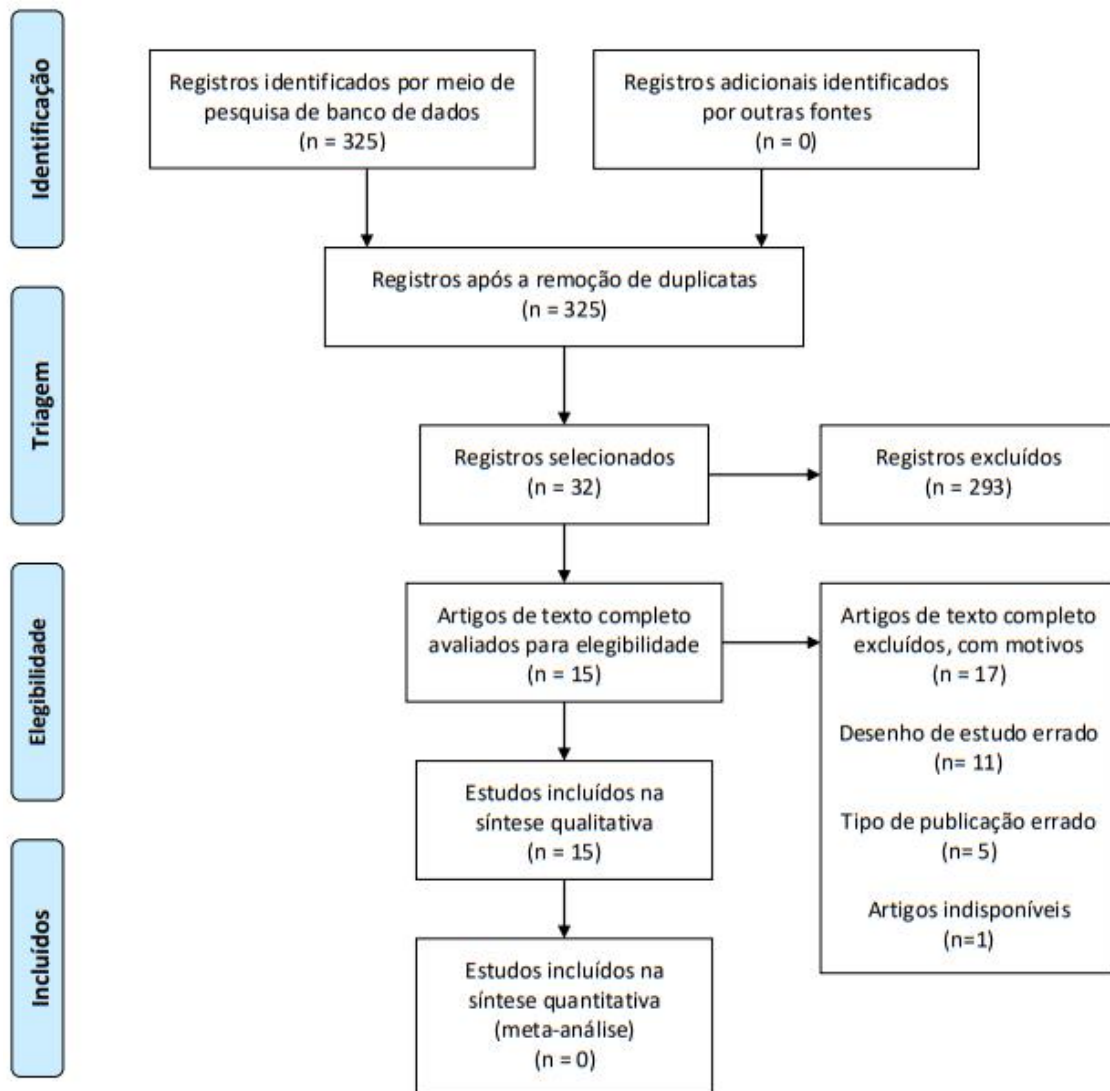 Identificação
Registros identificados por meio de
pesquisa de banco de dados
(n = 325)
Registros adicionais identificados
por outras fontes
(n = 0)
Registros após a remoção de duplicatas
(n = 325)
Triagem
Registros selecionados
(n = 32)
Registros excluídos
(n = 293)
Elegibilidade
Artigos de texto completo
avaliados para elegibilidade
(n = 15)
Artigos de texto completo
excluídos, com motivos
(n = 17)
Desenho de estudo errado
(n= 11)
Tipo de publicação errado
(n= 5)
Artigos indisponíveis
(n=1)
Estudos incluídos na
síntese qualitativa
(n = 15)
Incluídos
Estudos incluídos na
síntese quantitativa
(meta-análise)
(n = 0)